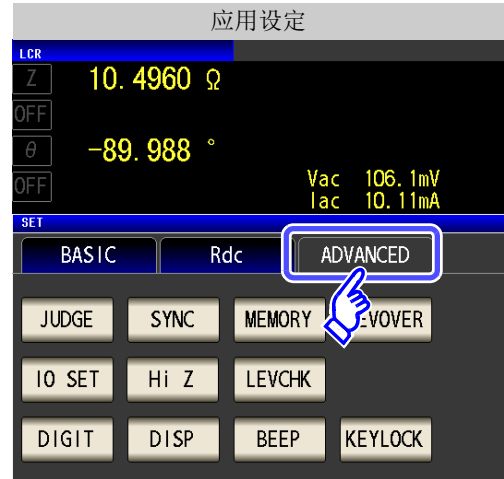 应用设定
LCR
Z 10.4960 Ω
OFF
θ -89.988 °
OFF
Vac 106.1mV
Iac 10.11mA
SET
BASIC Rdc ADVANCED
JUDGE SYNC MEMORY EVOVER
IO SET Hi Z LEVCHK
DIGIT DISP BEEP KEYLOCK